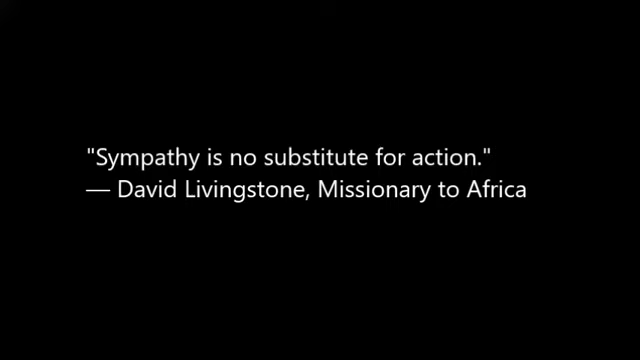 "Sympathy is no substitute for action."
— David Livingstone, Missionary to Africa